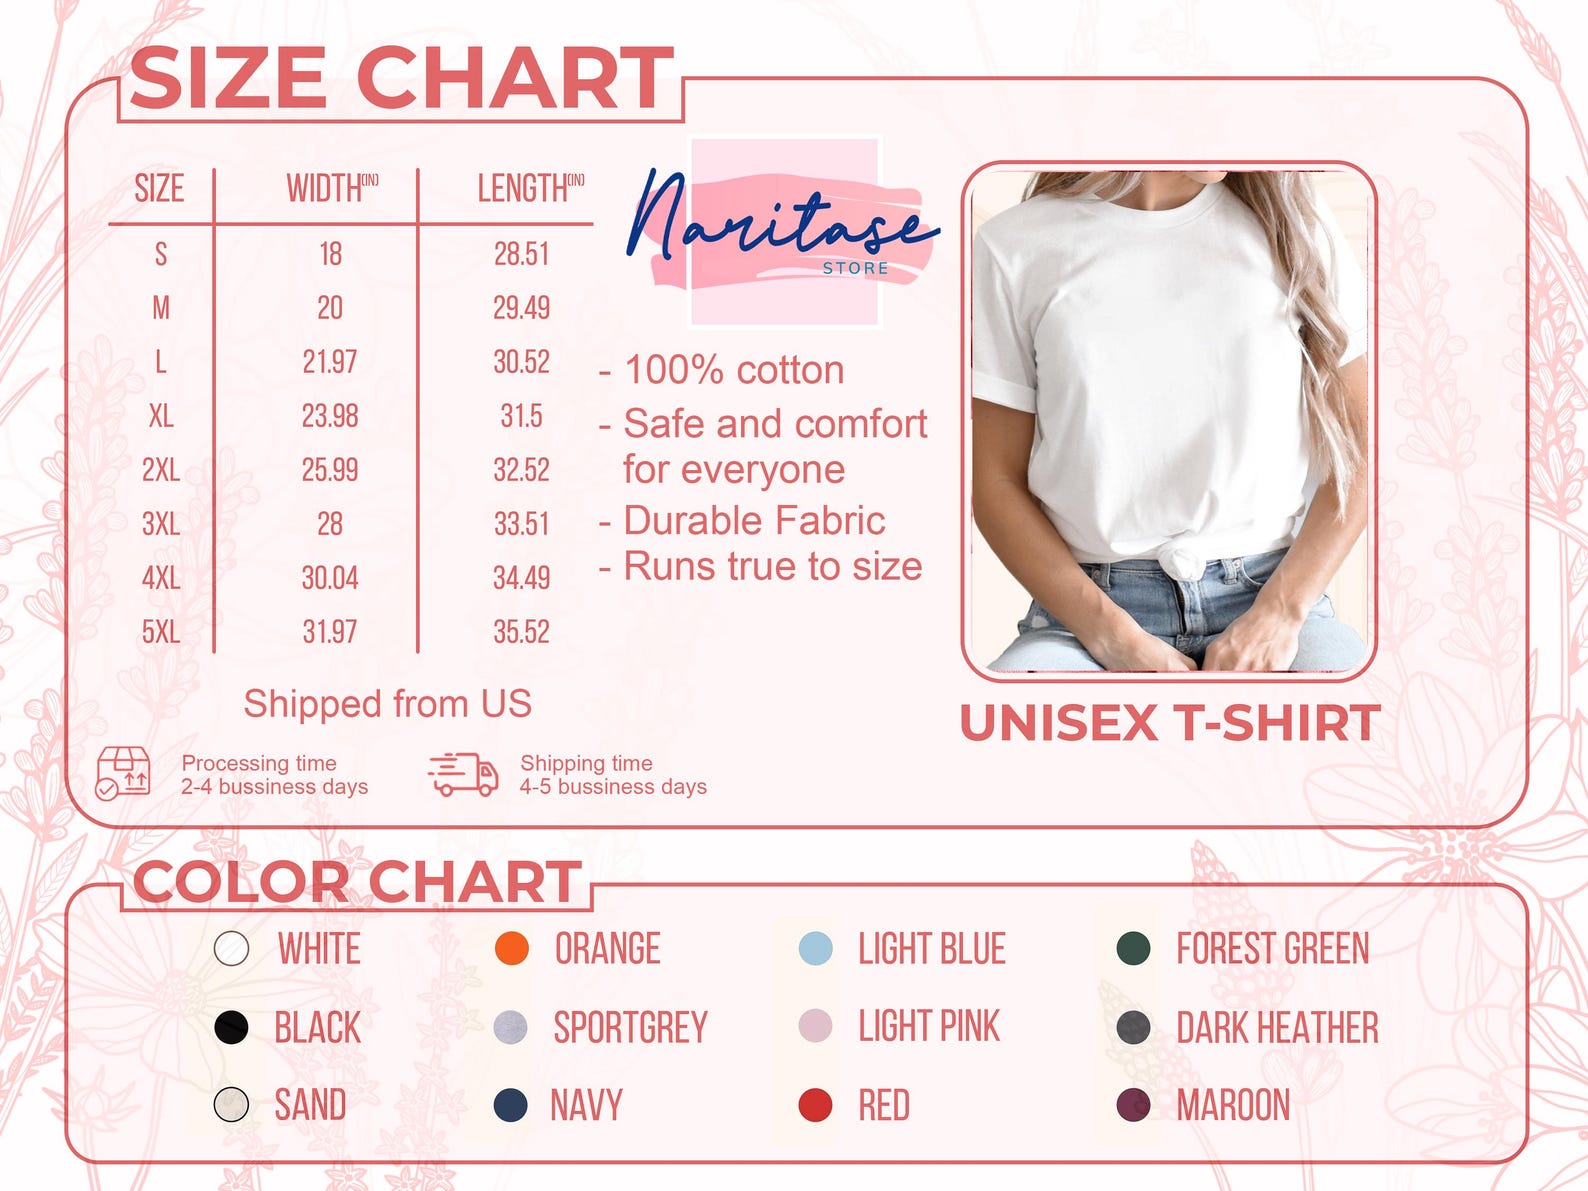 SIZE CHART
SIZE WIDTH(IN) LENGTH(IN)
S 18 28.51
M 20 29.49
L 21.97 30.52
XL 23.98 31.5
2XL 25.99 32.52
3XL 28 33.51
4XL 30.04 34.49
5XL 31.97 35.52
Naritase
STORE
- 100% cotton
- Safe and comfort
for everyone
- Durable Fabric
- Runs true to size
UNISEX T-SHIRT
Shipped from US
Processing time
2-4 bussiness days
Shipping time
4-5 bussiness days
COLOR CHART
WHITE ORANGE LIGHT BLUE FOREST GREEN
BLACK SPORTGREY LIGHT PINK DARK HEATHER
SAND NAVY RED MAROON